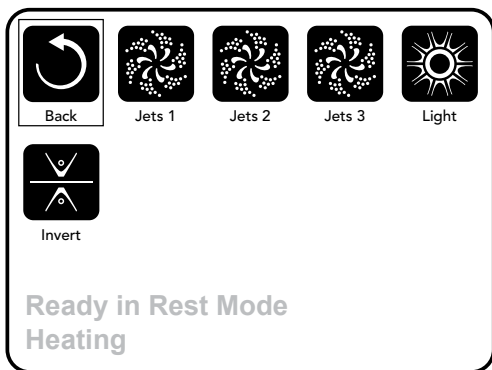 Back Jets 1 Jets 2 Jets 3 Light
Invert
Ready in Rest Mode
Heating